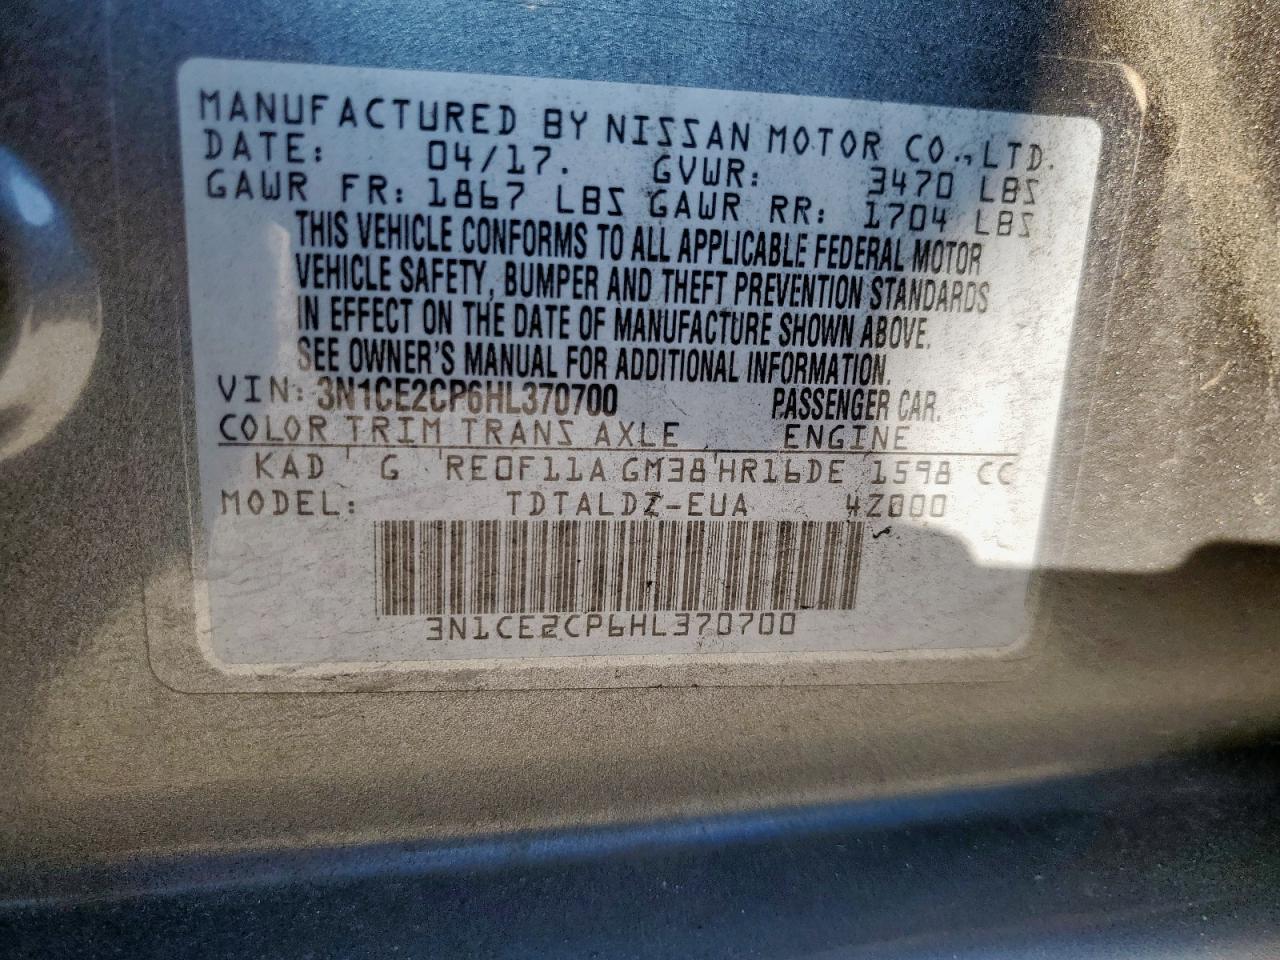 MANUFACTURED BY NISSAN MOTOR CO.,LTD.
DATE: 04/17. GVWR: 3470 LBS
GAWR FR: 1867 LBS GAWR RR: 1704 LBS
THIS VEHICLE CONFORMS TO ALL APPLICABLE FEDERAL MOTOR
VEHICLE SAFETY, BUMPER AND THEFT PREVENTION STANDARDS
IN EFFECT ON THE DATE OF MANUFACTURE SHOWN ABOVE.
SEE OWNER'S MANUAL FOR ADDITIONAL INFORMATION.
VIN: 3N1CE2CP6HL370700 PASSENGER CAR.
COLOR TRIM TRANS AXLE ENGINE
KAD G RE0F11A GM38 HR16DE 1598 CC
MODEL: TDTALDZ-EUA 4Z000
3N1CE2CP6HL370700